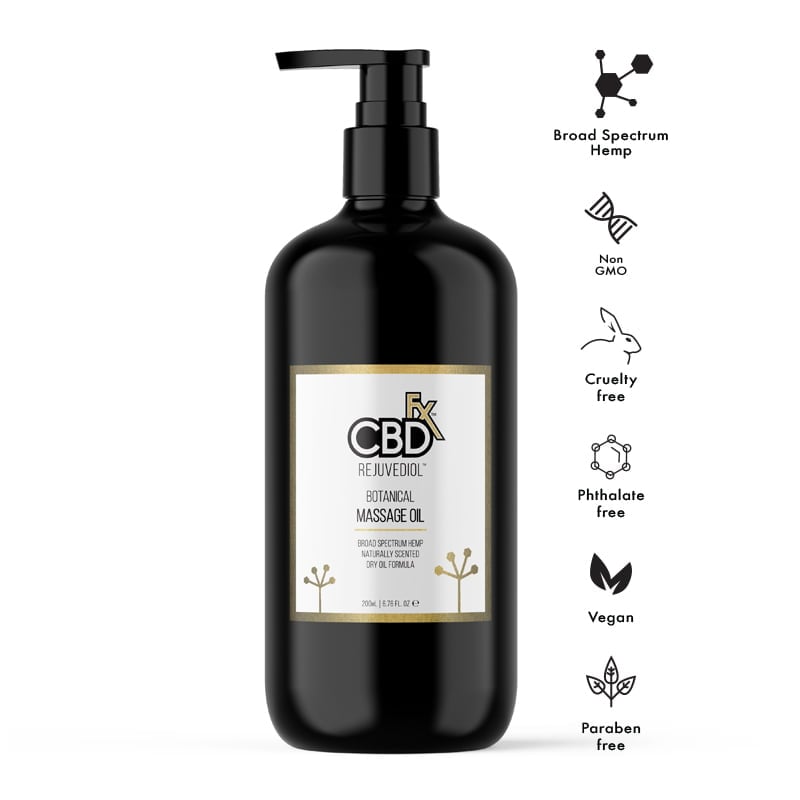 CBD
FX™
REJUVEDIOL™
BOTANICAL
MASSAGE OIL
BROAD SPECTRUM HEMP
NATURALLY SCENTED
DRY OIL FORMULA
200mL | 6.76 FL. OZ ℮
Broad Spectrum
Hemp
Non
GMO
Cruelty
free
Phthalate
free
Vegan
Paraben
free